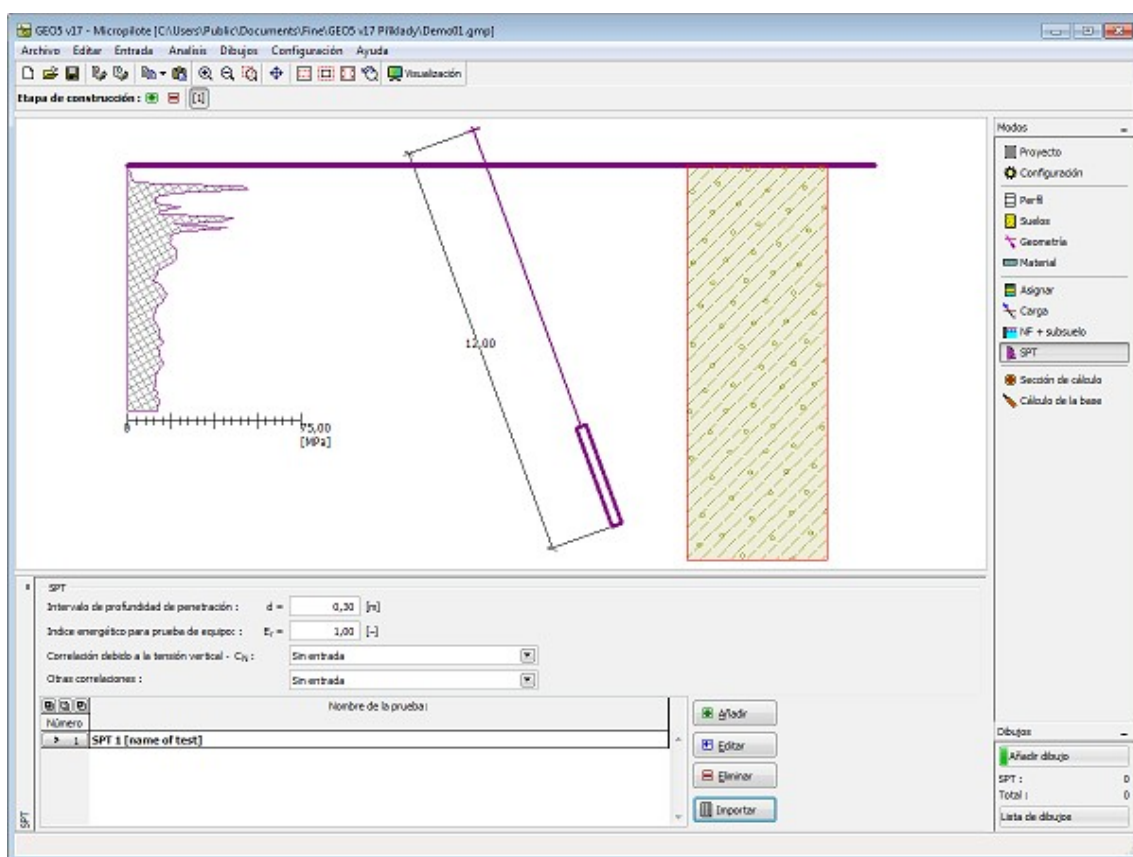 GEO5 v17 - Micropilote [C:\Users\Public\Documents\Fine\GEO5 v17 Příklady\Demo01.gmp]
Archivo Editar Entrada Analisis Dibujos Configuración Ayuda
Visualización
Etapa de construcción : [1]
Modos
Proyecto
Configuración
Perfil
Suelos
Geometría
Material
Asignar
Carga
NF + subsuelo
SPT
Sección de cálculo
Cálculo de la base
12,00
0
75,00
[MPa]
SPT
Intervalo de profundidad de penetración : d = 0,30 [m]
Indice energético para prueba de equipo: : Er = 1,00 [-]
Correlación debido a la tensión vertical - CN : Sin entrada
Otras correlaciones : Sin entrada
Número
Nombre de la prueba:
> 1 SPT 1 [name of test]
Añadir
Editar
Eliminar
Importar
SPT
Dibujos
Añadir dibujo
SPT : 0
Total : 0
Lista de dibujos